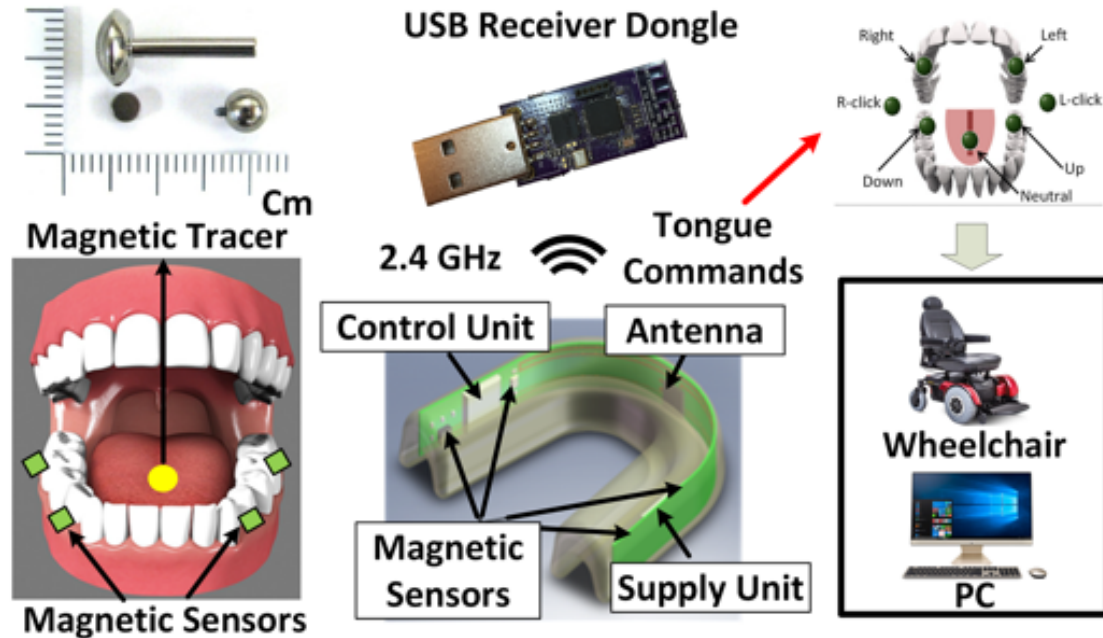 USB Receiver Dongle
Cm
Magnetic Tracer
2.4 GHz
Tongue
Commands
Control Unit
Antenna
Magnetic
Sensors
Supply Unit
Magnetic Sensors
Right
Left
R-click
L-click
Down
Up
Neutral
Wheelchair
PC